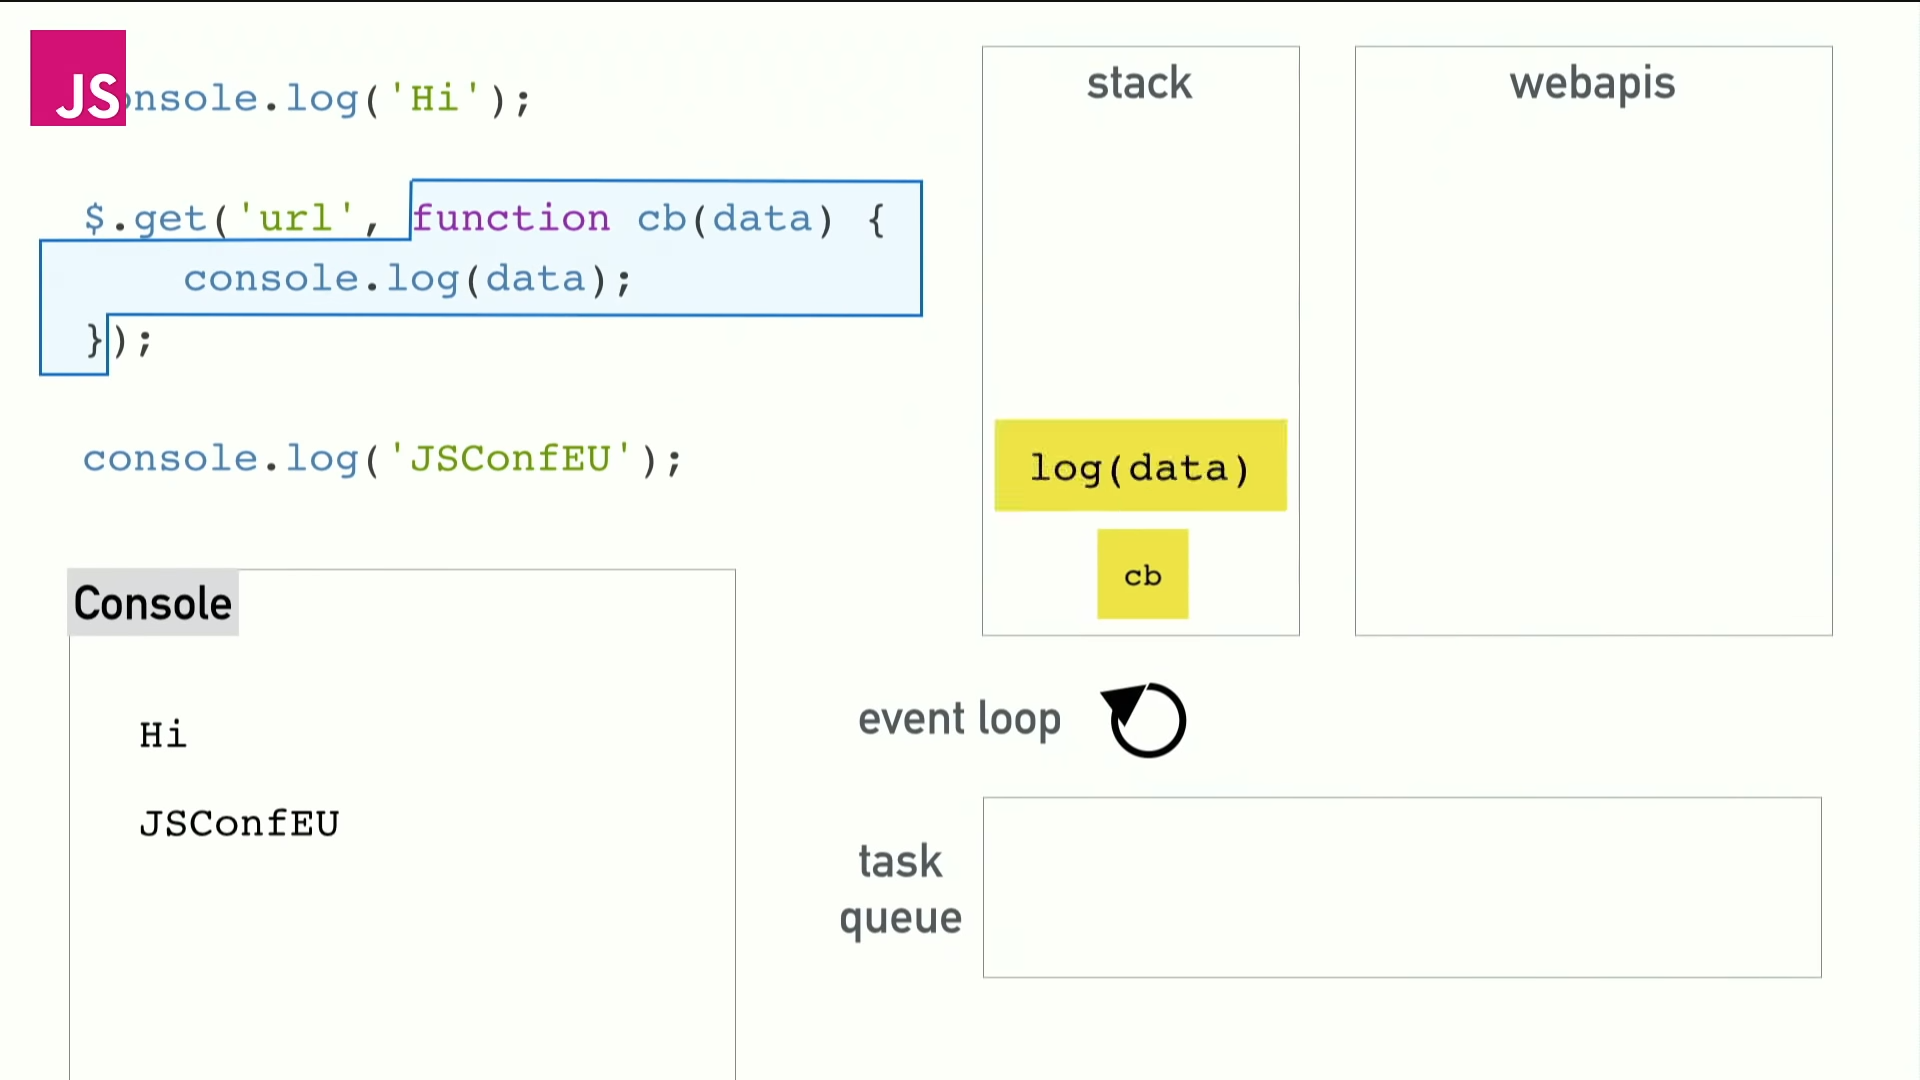 JS
onsole.log('Hi');
$.get('url', function cb(data) {
console.log(data);
});
console.log('JSConfEU');
Console
Hi
JSConfEU
stack
log(data)
cb
webapis
event loop
task
queue